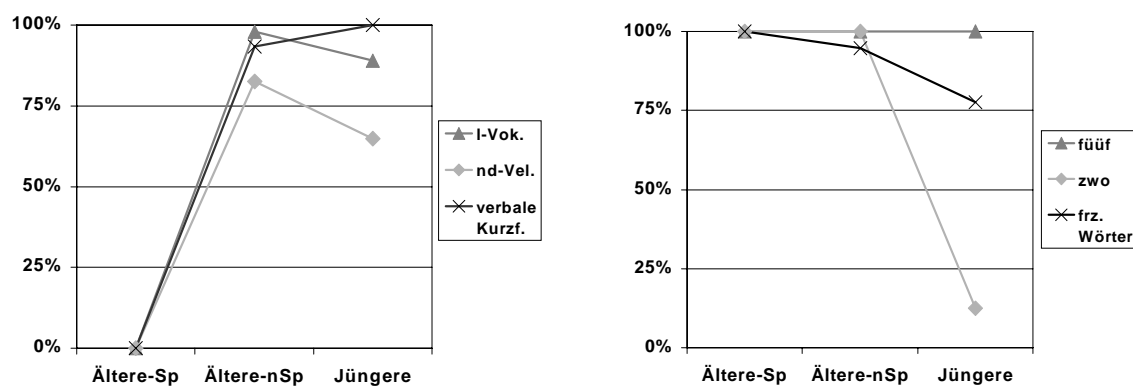 100%
75%
50%
25%
0%
Ältere-Sp
Ältere-nSp
Jüngere
l-Vok.
nd-Vel.
verbale
Kurzf.
100%
75%
50%
25%
0%
Ältere-Sp
Ältere-nSp
Jüngere
füüf
zwo
frz.
Wörter